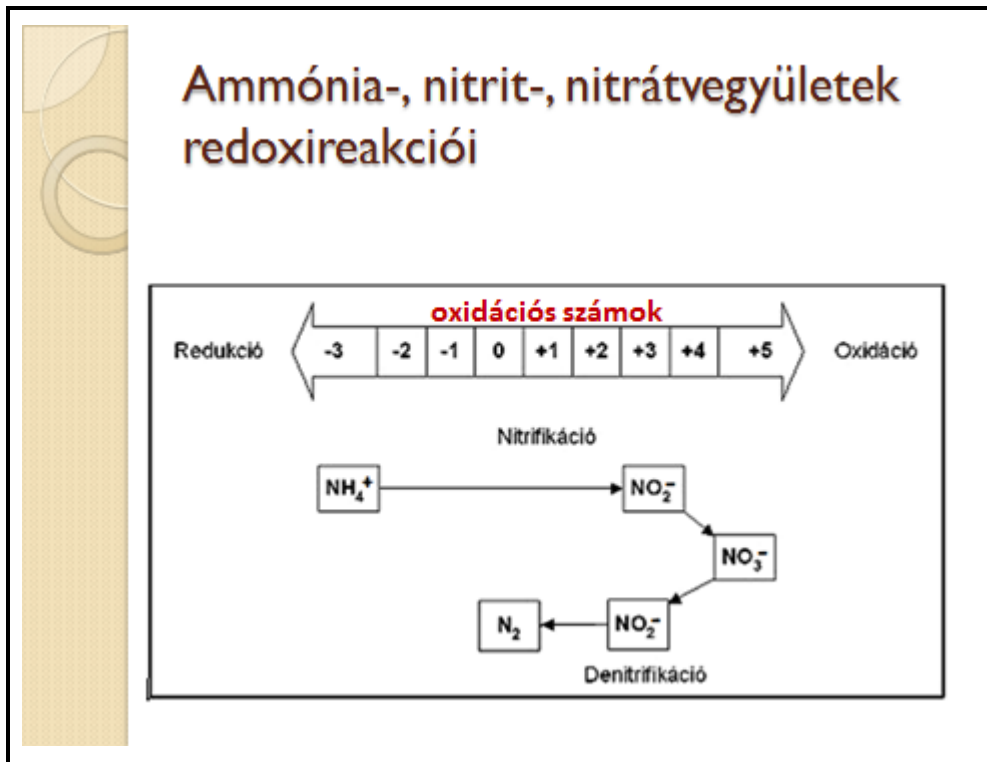 Ammónia-, nitrit-, nitrátvegyületek
redoxireakciói
oxidációs számok
Redukció -3 -2 -1 0 +1 +2 +3 +4 +5 Oxidáció
Nitrifikáció
NH₄⁺ NO₂⁻
NO₃⁻
N₂ NO₂⁻
Denitrifikáció